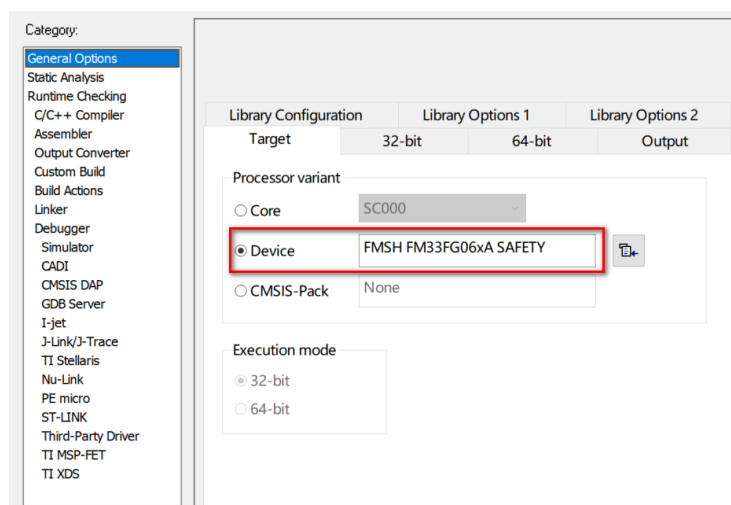 Category:
General Options
Static Analysis
Runtime Checking
C/C++ Compiler
Assembler
Output Converter
Custom Build
Build Actions
Linker
Debugger
Simulator
CADI
CMSIS DAP
GDB Server
I-jet
J-Link/J-Trace
TI Stellaris
Nu-Link
PE micro
ST-LINK
Third-Party Driver
TI MSP-FET
TI XDS
Library Configuration Library Options 1 Library Options 2
Target 32-bit 64-bit Output
Processor variant
Core SC000
Device FMSH FM33FG06xA SAFETY
CMSIS-Pack None
Execution mode
32-bit
64-bit